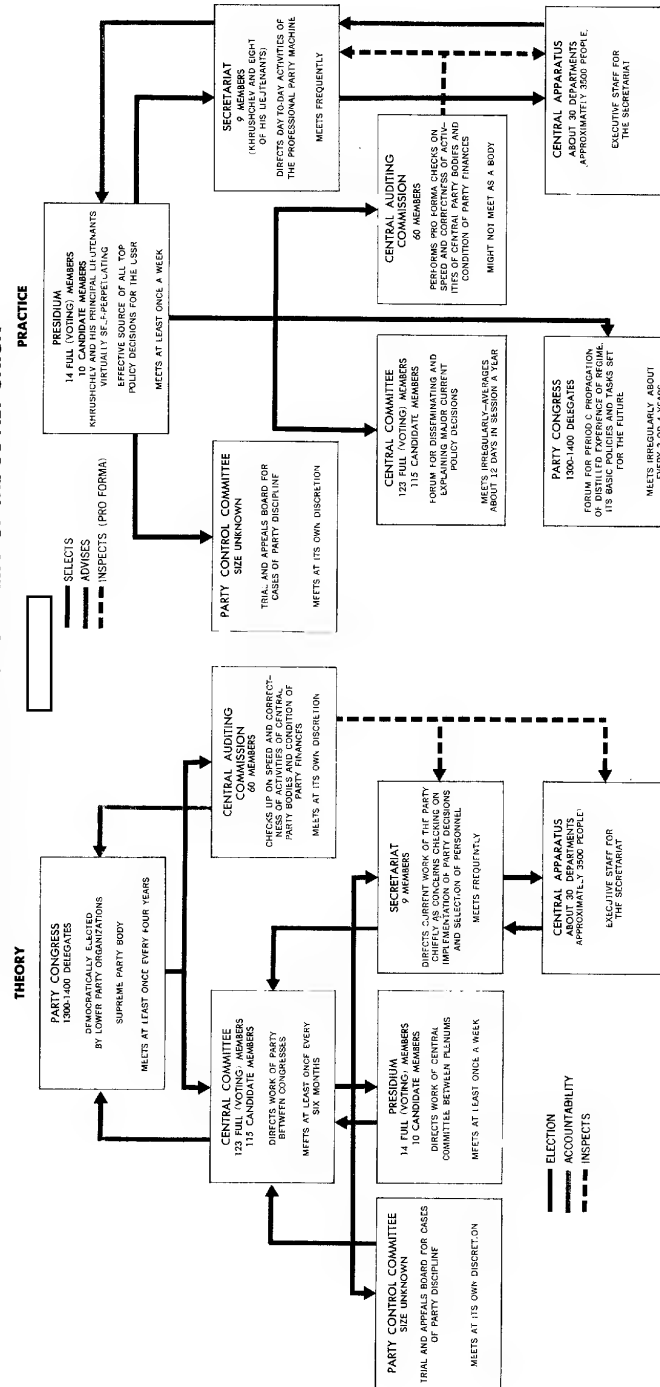 THEORY
PARTY CONGRESS
1300-1400 DELEGATES
DEMOCRATICALLY ELECTED
BY LOWER PARTY ORGANIZATIONS
SUPREME PARTY BODY
MEETS AT LEAST ONCE EVERY FOUR YEARS
CENTRAL COMMITTEE
123 FULL (VOTING) MEMBERS
115 CANDIDATE MEMBERS
DIRECTS WORK OF PARTY
BETWEEN CONGRESSES
MEETS AT LEAST ONCE EVERY
SIX MONTHS
CENTRAL AUDITING
COMMISSION
60 MEMBERS
CHECKS UP ON SPEED AND CORRECT-
NESS OF ACTIVITIES OF CENTRAL
PARTY BODIES AND CONDITION OF
PARTY FINANCES
MEETS AT ITS OWN DISCRETION
PARTY CONTROL COMMITTEE
SIZE UNKNOWN
TRIAL AND APPEALS BOARD FOR CASES
OF PARTY DISCIPLINE
MEETS AT ITS OWN DISCRETION
PRESIDIUM
14 FULL (VOTING) MEMBERS
10 CANDIDATE MEMBERS
DIRECTS WORK OF CENTRAL
COMMITTEE BETWEEN PLENUMS
MEETS AT LEAST ONCE A WEEK
SECRETARIAT
9 MEMBERS
DIRECTS CURRENT WORK OF THE PARTY
CHIEFLY AS CONCERNS CHECKING ON
IMPLEMENTATION OF PARTY DECISIONS
AND SELECTION OF PERSONNEL
MEETS FREQUENTLY
CENTRAL APPARATUS
ABOUT 30 DEPARTMENTS
APPROXIMATELY 3500 PEOPLE
EXECUTIVE STAFF FOR
THE SECRETARIAT
ELECTION
ACCOUNTABILITY
INSPECTS
PRACTICE
SELECTS
ADVISES
INSPECTS (PRO FORMA)
PRESIDIUM
14 FULL (VOTING) MEMBERS
10 CANDIDATE MEMBERS
KHRUSHCHEV AND HIS PRINCIPAL LIEUTENANTS
VIRTUALLY SELF-PERPETUATING
EFFECTIVE SOURCE OF ALL TOP
POLICY DECISIONS FOR THE USSR
MEETS AT LEAST ONCE A WEEK
PARTY CONTROL COMMITTEE
SIZE UNKNOWN
TRIAL AND APPEALS BOARD FOR
CASES OF PARTY DISCIPLINE
MEETS AT ITS OWN DISCRETION
SECRETARIAT
9 MEMBERS
(KHRUSHCHEV AND EIGHT
OF HIS LIEUTENANTS)
DIRECTS DAY-TO-DAY ACTIVITIES OF
THE PROFESSIONAL PARTY MACHINE
MEETS FREQUENTLY
CENTRAL COMMITTEE
123 FULL (VOTING) MEMBERS
115 CANDIDATE MEMBERS
FORUM FOR DISSEMINATING AND
EXPLAINING MAJOR CURRENT
POLICY DECISIONS
MEETS IRREGULARLY—AVERAGES
ABOUT 12 DAYS IN SESSION A YEAR
CENTRAL AUDITING
COMMISSION
60 MEMBERS
PERFORMS PRO FORMA CHECKS ON
SPEED AND CORRECTNESS OF ACTIV-
ITIES OF CENTRAL PARTY BODIES AND
CONDITION OF PARTY FINANCES
MIGHT NOT MEET AS A BODY
PARTY CONGRESS
1300-1400 DELEGATES
FORUM FOR PERIODIC PROPAGATION
OF DISTILLED EXPERIENCE OF REGIME,
ITS BASIC POLICIES AND TASKS SET
FOR THE FUTURE
MEETS IRREGULARLY ABOUT
CENTRAL APPARATUS
ABOUT 30 DEPARTMENTS
APPROXIMATELY 3500 PEOPLE
EXECUTIVE STAFF FOR
THE SECRETARIAT